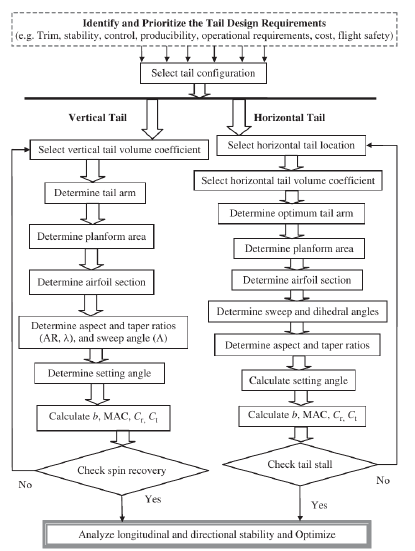 Identify and Prioritize the Tail Design Requirements
(e.g. Trim, stability, control, producibility, operational requirements, cost, flight safety)
Select tail configuration
Vertical Tail
Select vertical tail volume coefficient
Determine tail arm
Determine planform area
Determine airfoil section
Determine aspect and taper ratios
(AR, λ), and sweep angle (Λ)
Determine setting angle
Calculate b, MAC, Cr, Ct
Check spin recovery
No
Yes
Horizontal Tail
Select horizontal tail location
Select horizontal tail volume coefficient
Determine optimum tail arm
Determine planform area
Determine airfoil section
Determine sweep and dihedral angles
Determine aspect and taper ratios
Calculate setting angle
Calculate b, MAC, Cr, Ct
Check tail stall
No
Yes
Analyze longitudinal and directional stability and Optimize